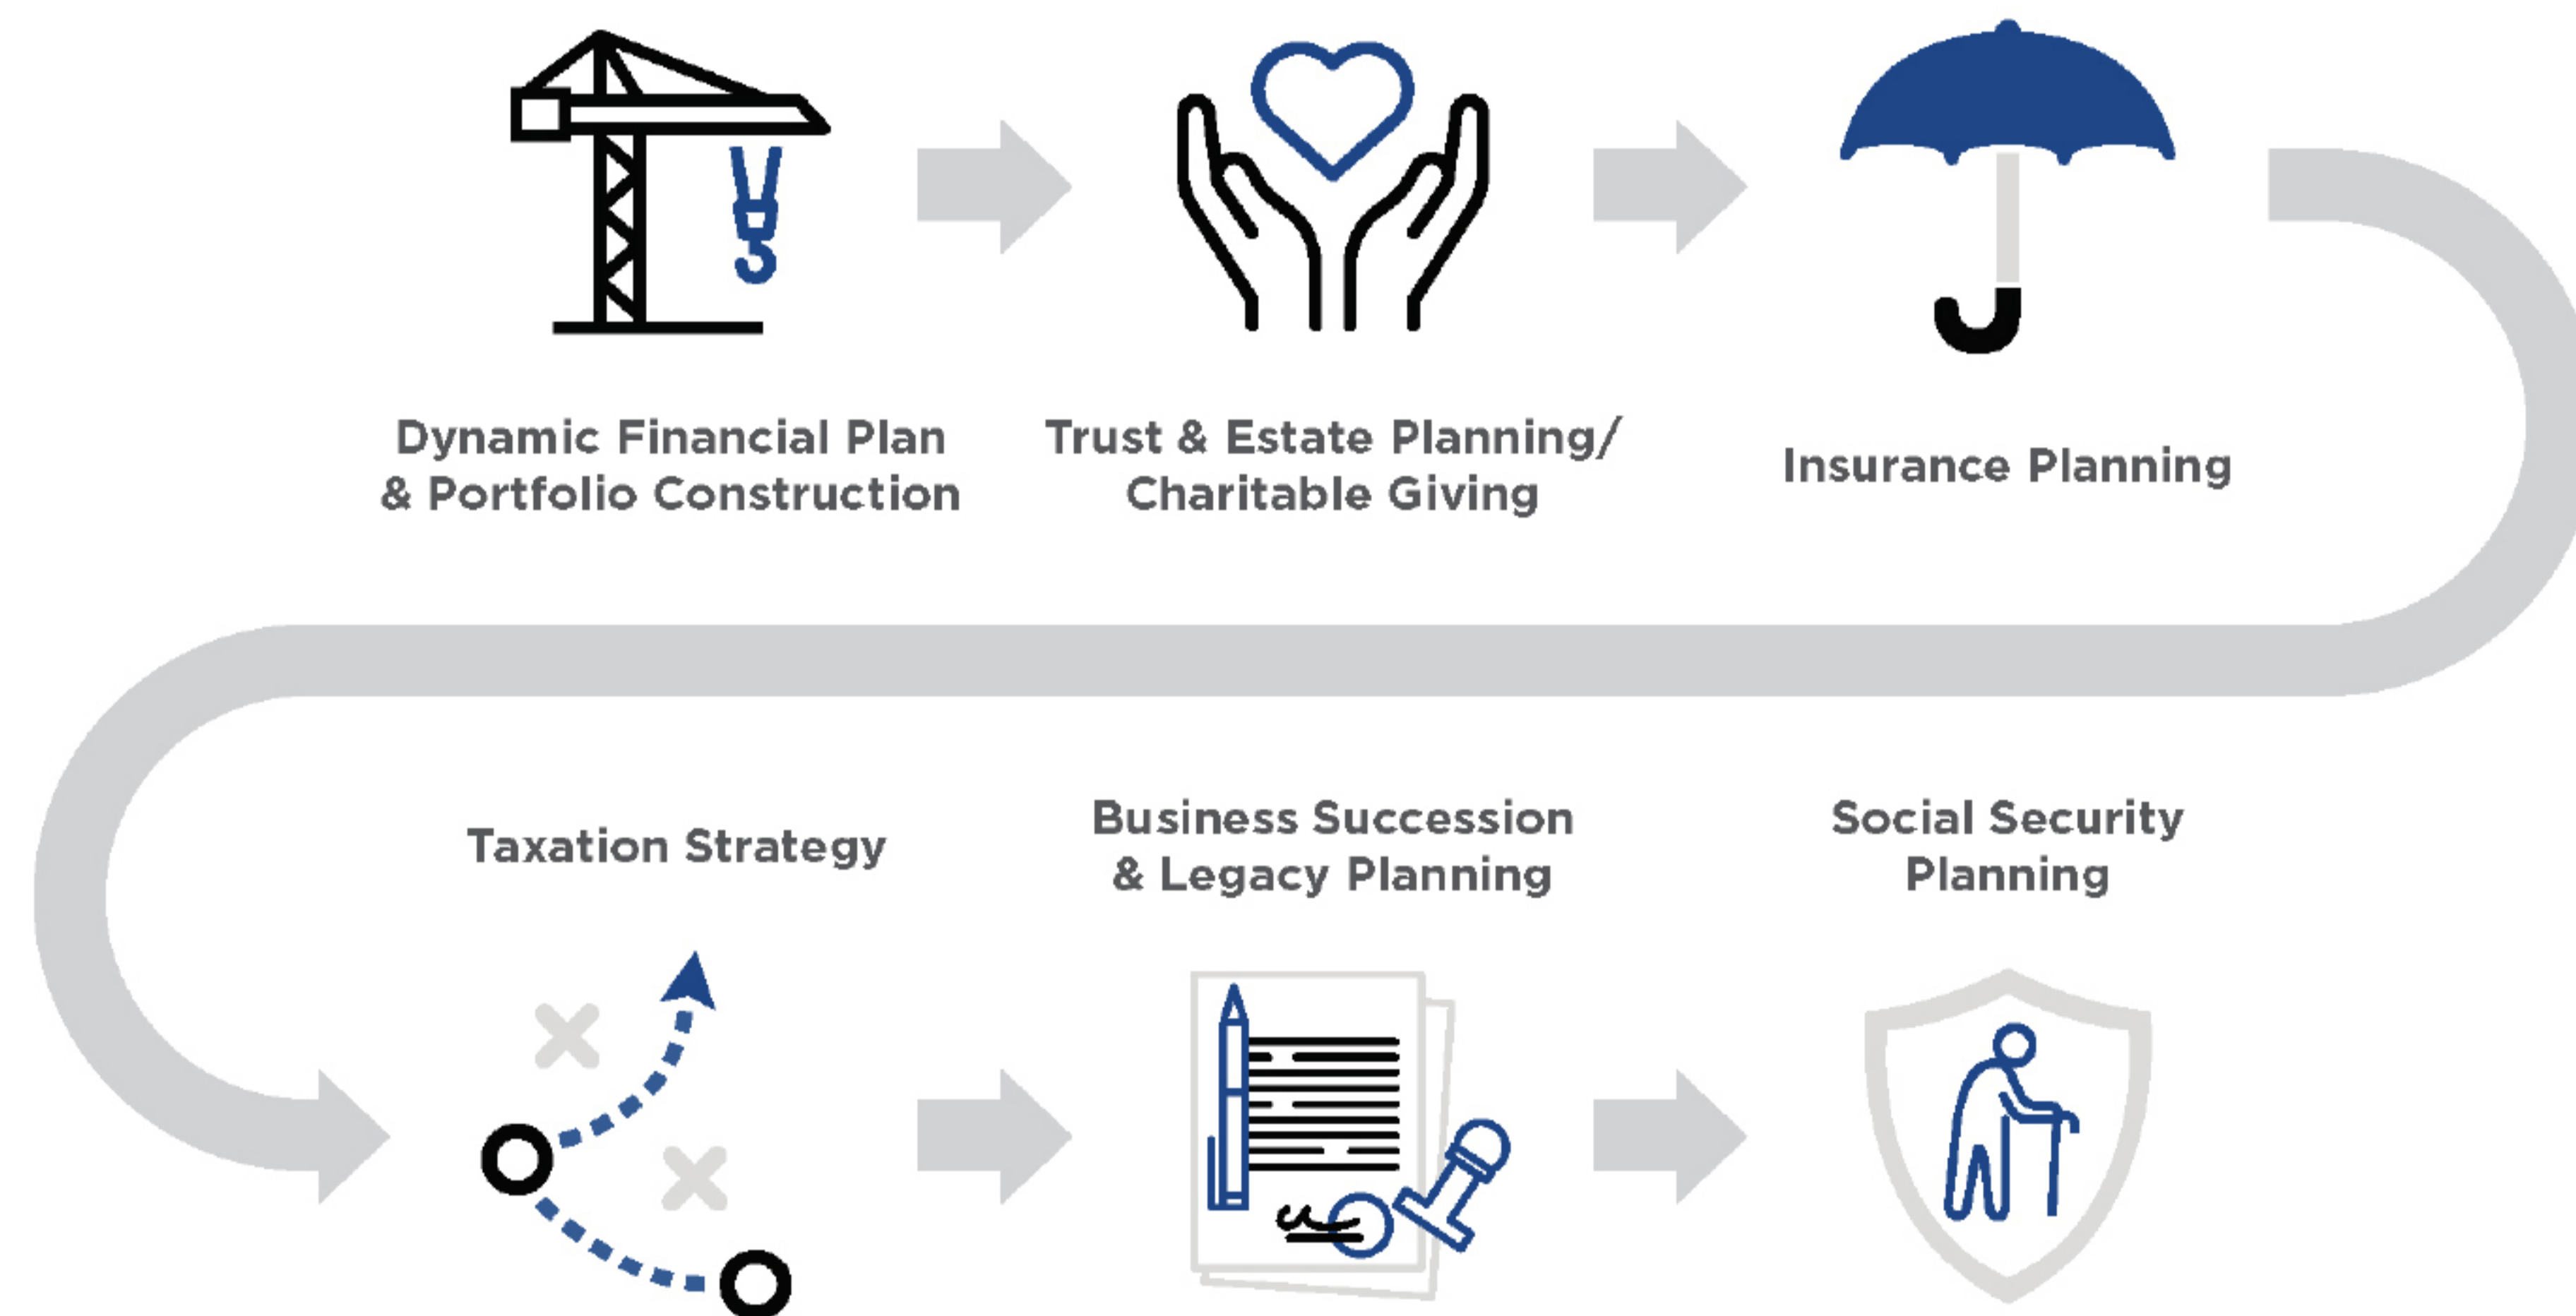 Dynamic Financial Plan
& Portfolio Construction
Trust & Estate Planning/
Charitable Giving
Insurance Planning
Taxation Strategy
Business Succession
& Legacy Planning
Social Security
Planning